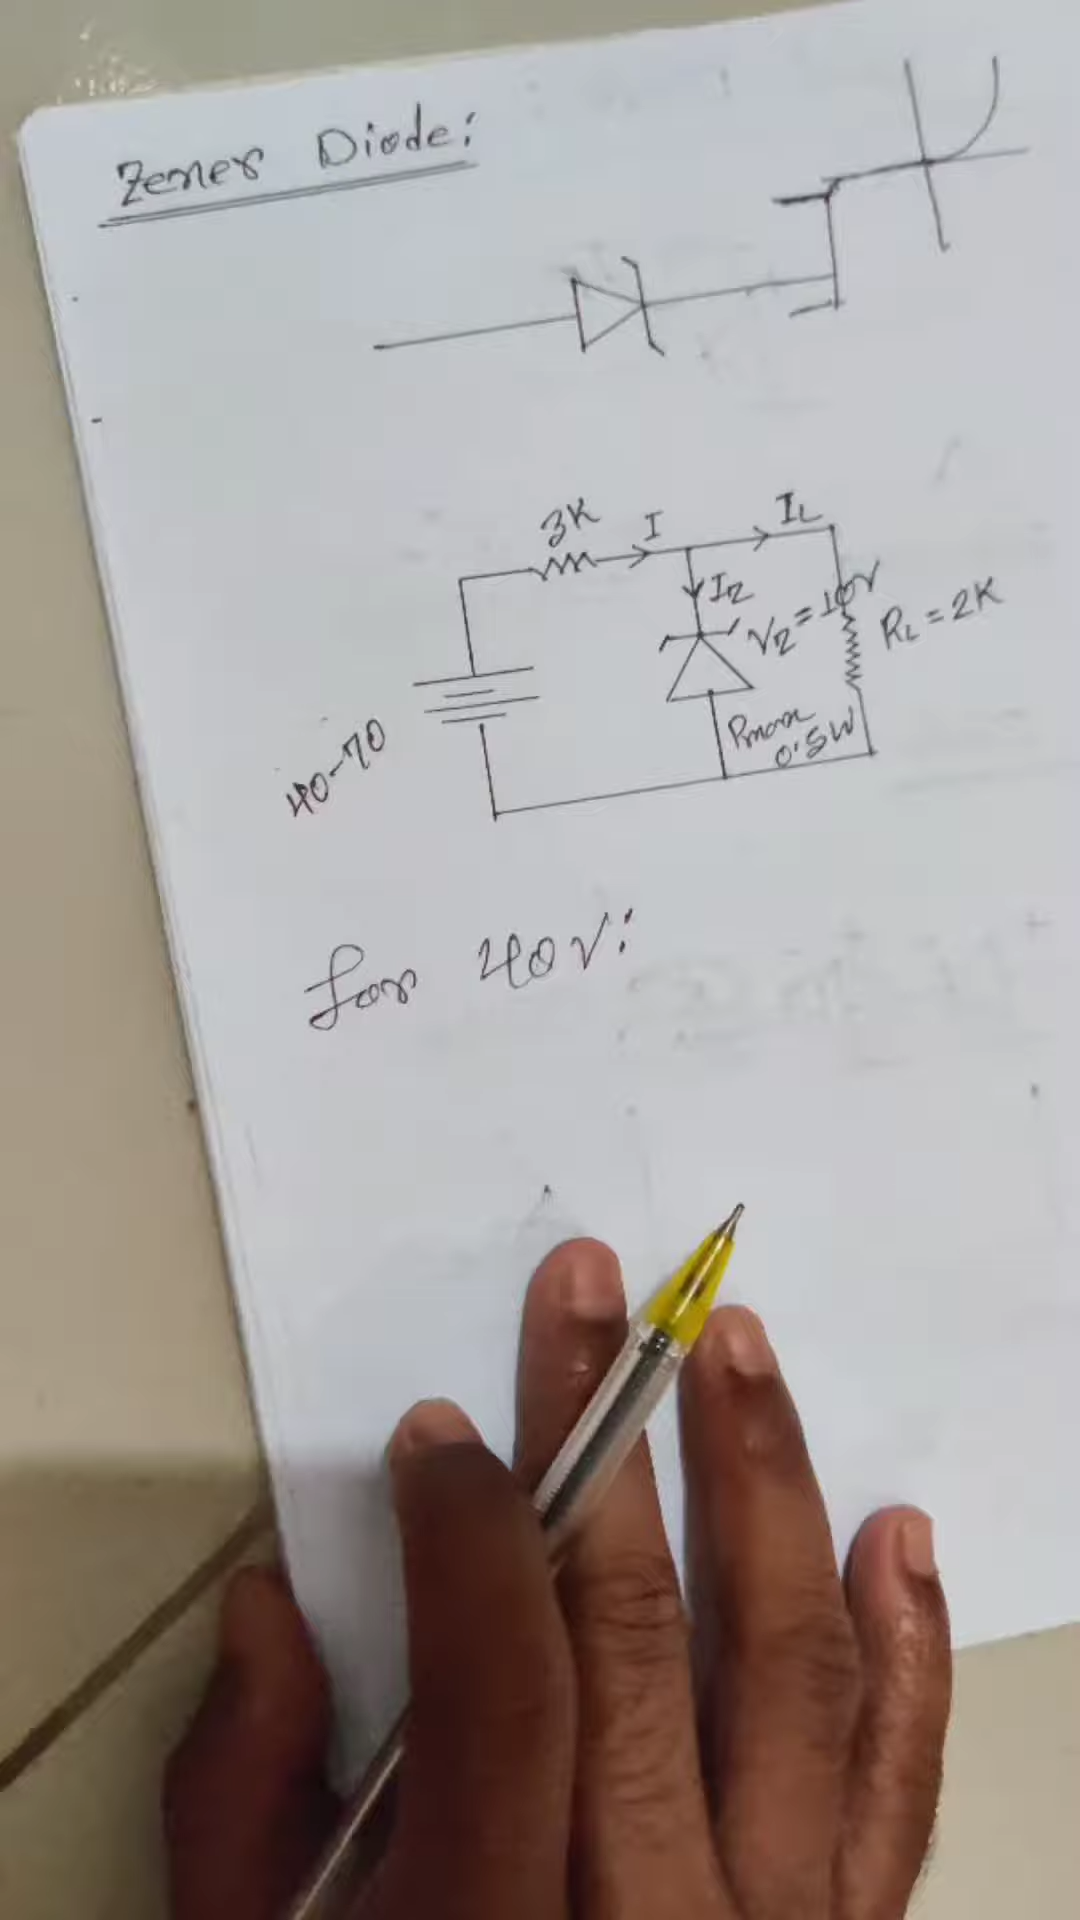 Zener Diode:
3K
I
IL
IZ
VZ = 10V
RL = 2K
Pmax
0.5W
40-70
for 40V: